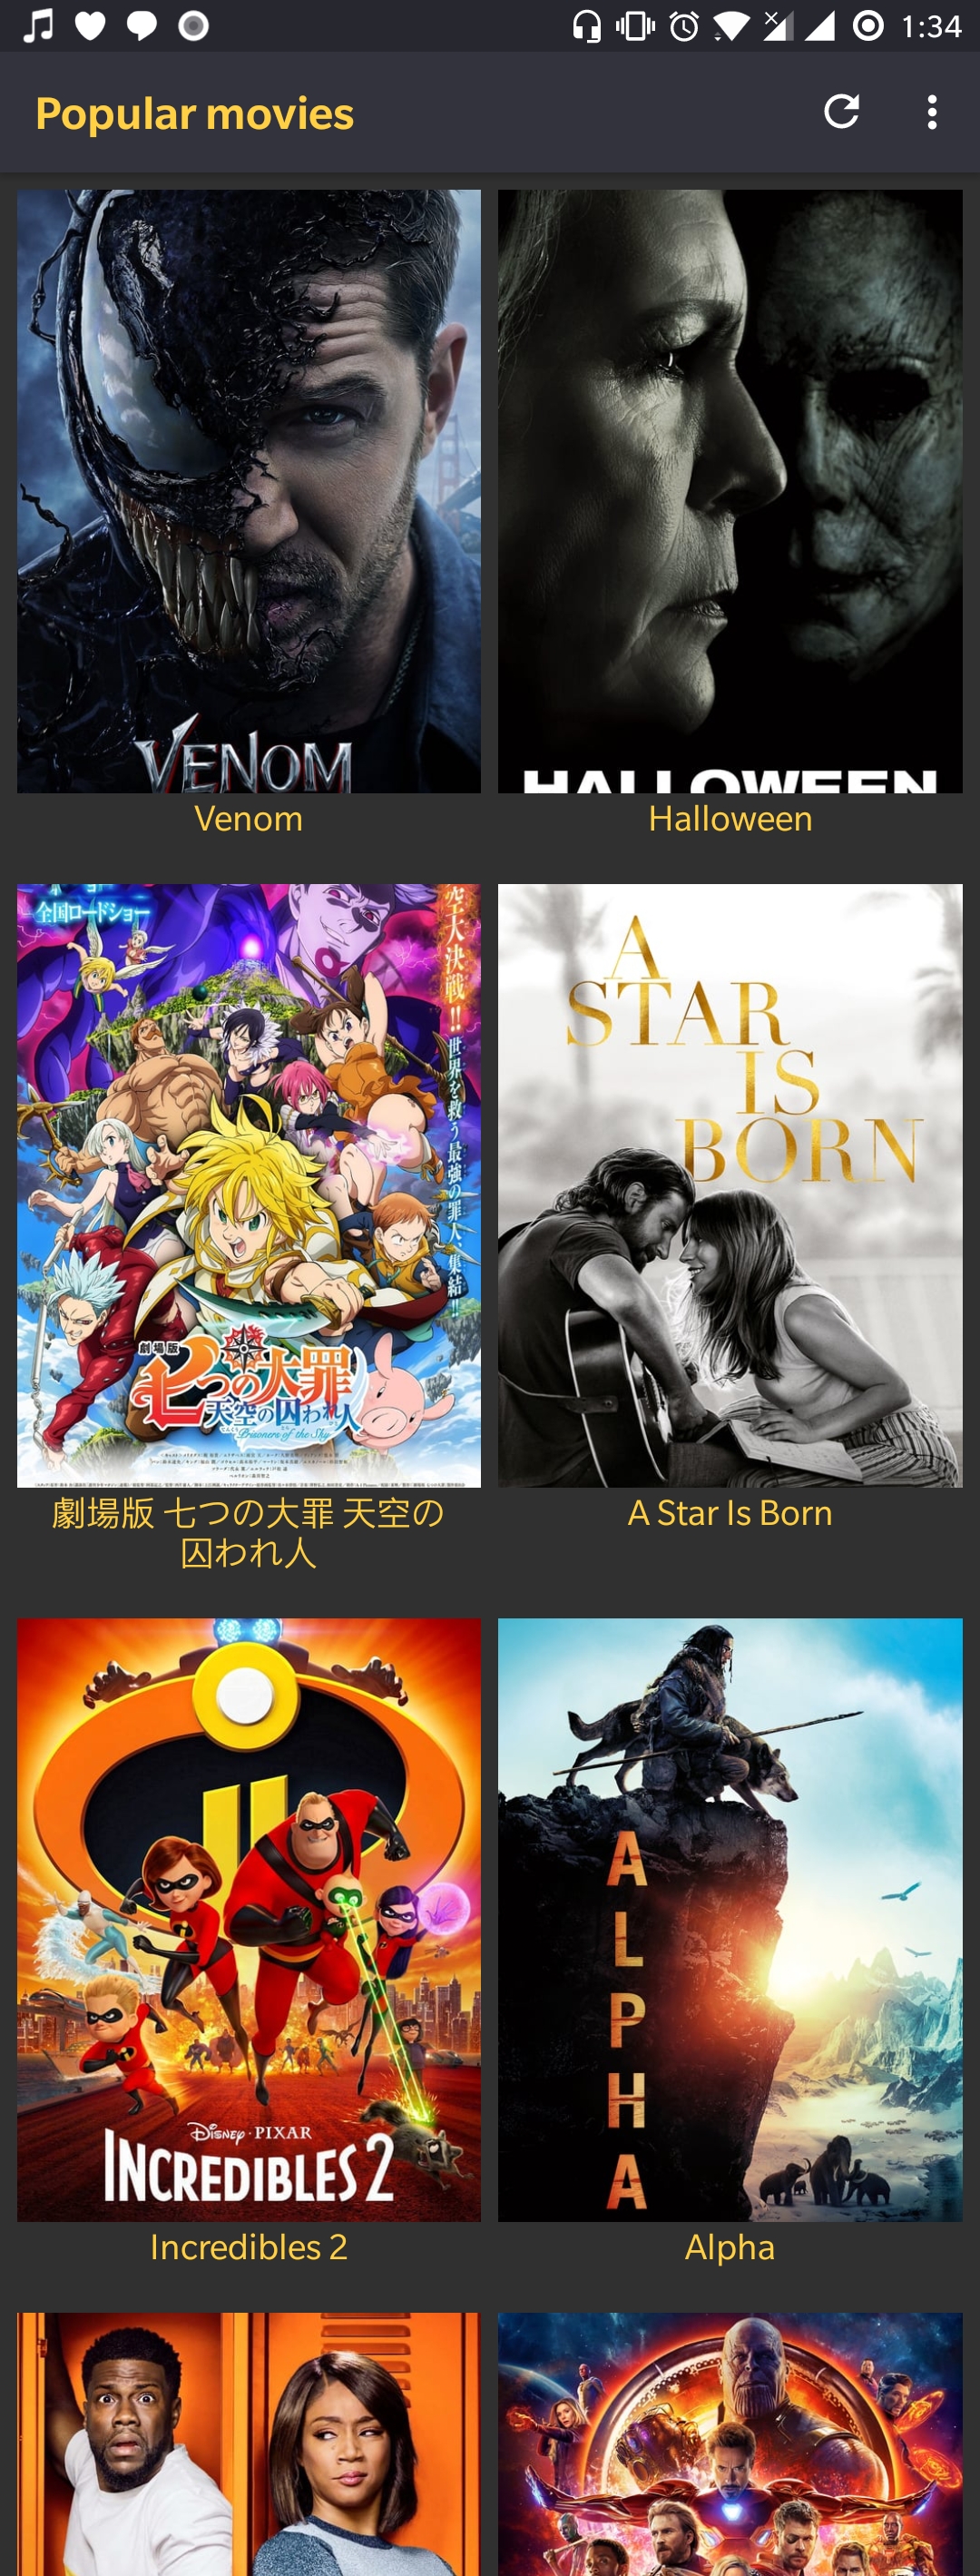 1:34
Popular movies
VENOM
HALLOWEEN
Venom
Halloween
全国ロードショー
空大決戦!!
世界を救う最強の罪人、集結!!
劇場版
七つの大罪
天空の囚われ人
Prisoners of the Sky
A
STAR
IS
BORN
劇場版 七つの大罪 天空の
囚われ人
A Star Is Born
DISNEY · PIXAR
INCREDIBLES 2
ALPHA
Incredibles 2
Alpha